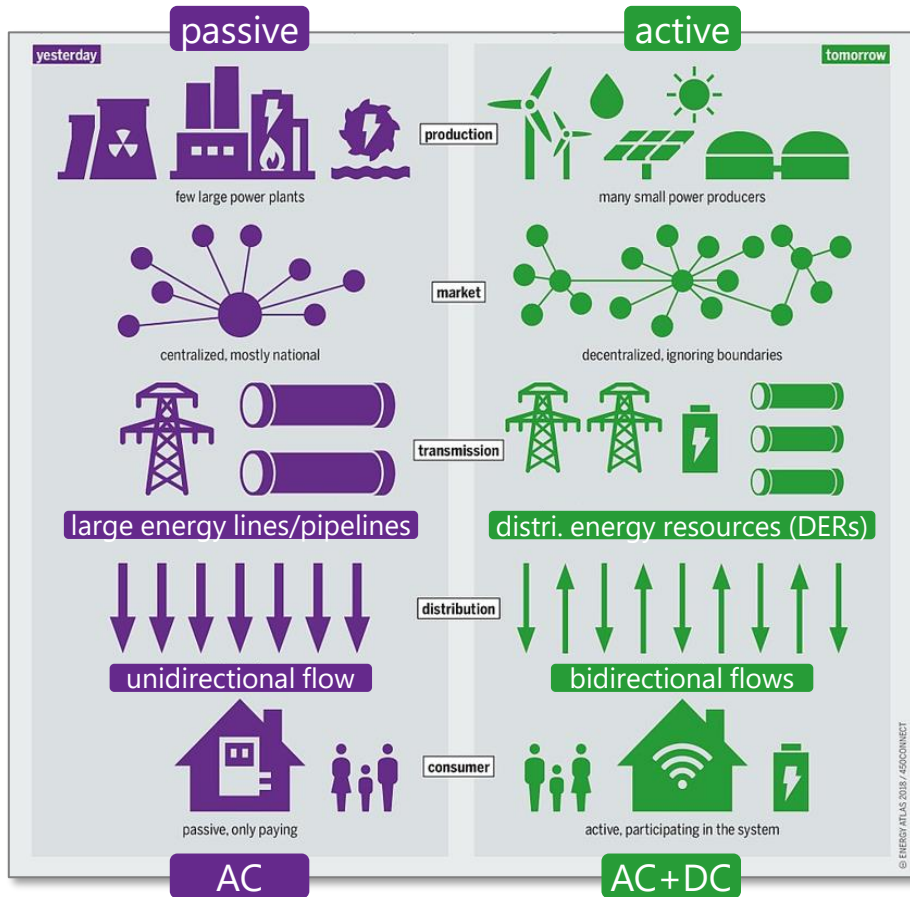 passive
active
yesterday
tomorrow
production
few large power plants
many small power producers
market
centralized, mostly national
decentralized, ignoring boundaries
transmission
large energy lines/pipelines
distri. energy resources (DERs)
distribution
unidirectional flow
bidirectional flows
consumer
passive, only paying
active, participating in the system
AC
AC+DC
© ENERGY ATLAS 2018 / 450CONNECT